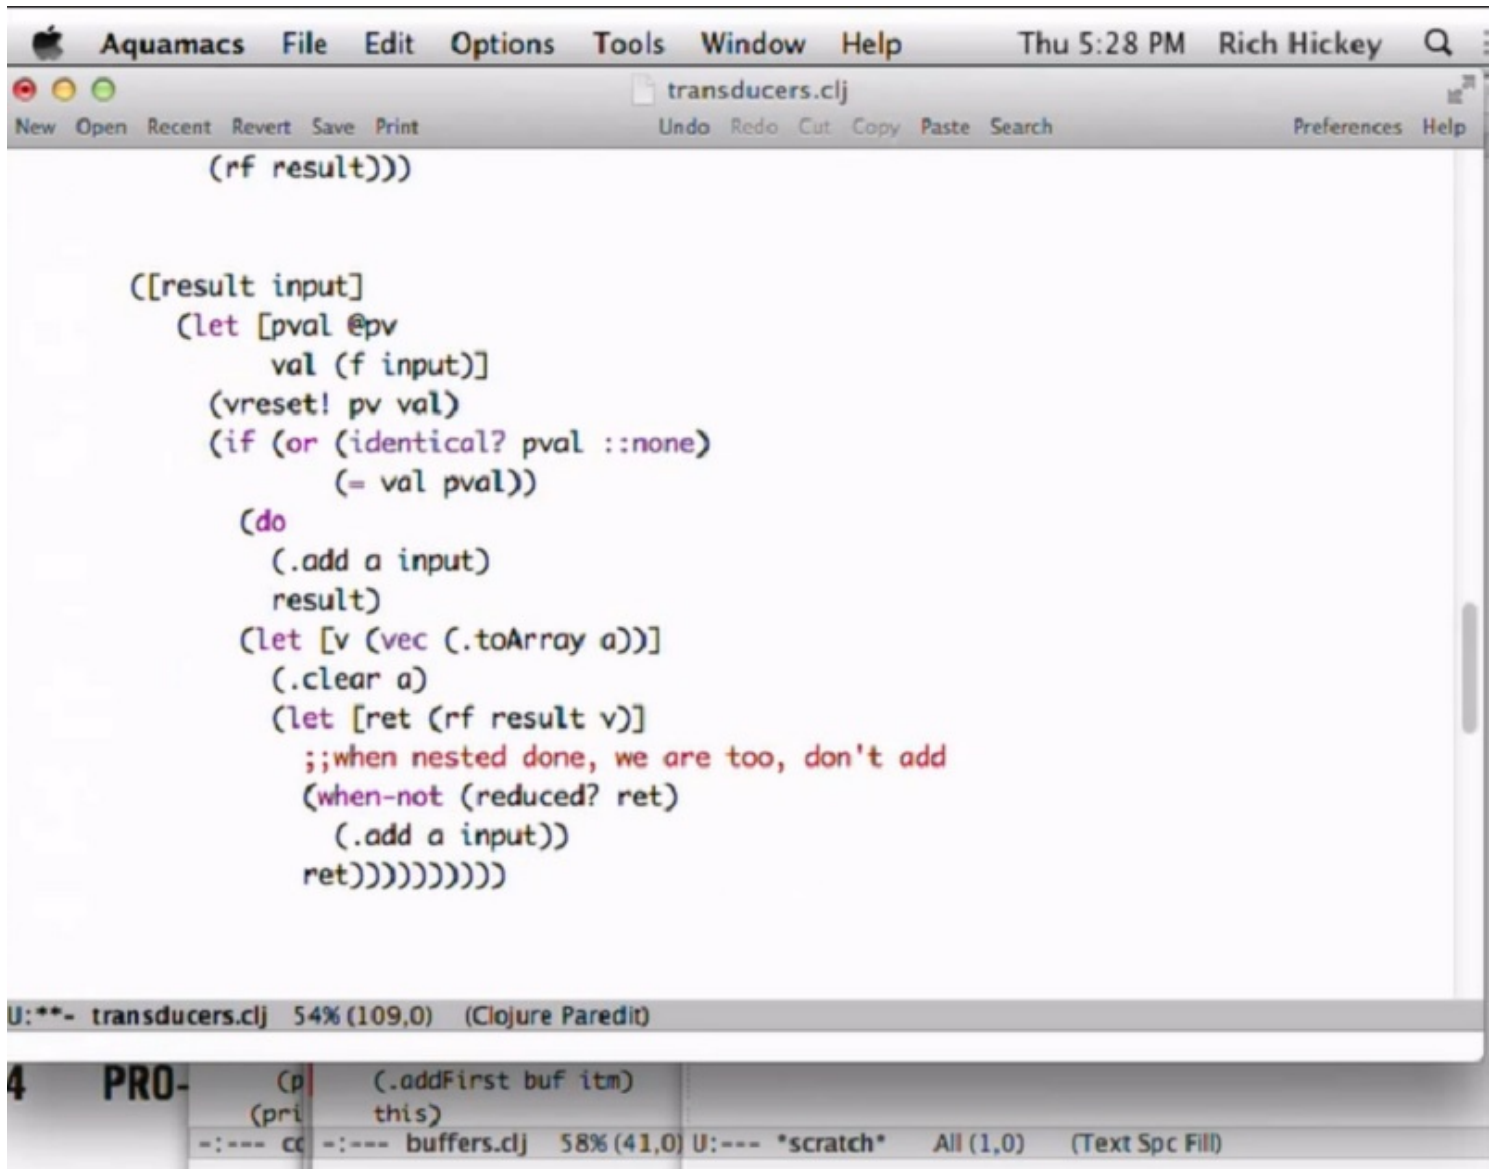 Aquamacs File Edit Options Tools Window Help Thu 5:28 PM Rich Hickey
transducers.clj
New Open Recent Revert Save Print Undo Redo Cut Copy Paste Search Preferences Help
(rf result)))
([result input]
(let [pval @pv
val (f input)]
(vreset! pv val)
(if (or (identical? pval ::none)
(= val pval))
(do
(.add a input)
result)
(let [v (vec (.toArray a))]
(.clear a)
(let [ret (rf result v)]
;;when nested done, we are too, don't add
(when-not (reduced? ret)
(.add a input))
ret))))))))))
U:**- transducers.clj 54% (109,0) (Clojure Paredit)
4 PRO- (p (.addFirst buf itm)
(pri this)
-:--- cc -:--- buffers.clj 58% (41,0) U:--- *scratch* All (1,0) (Text Spc Fill)